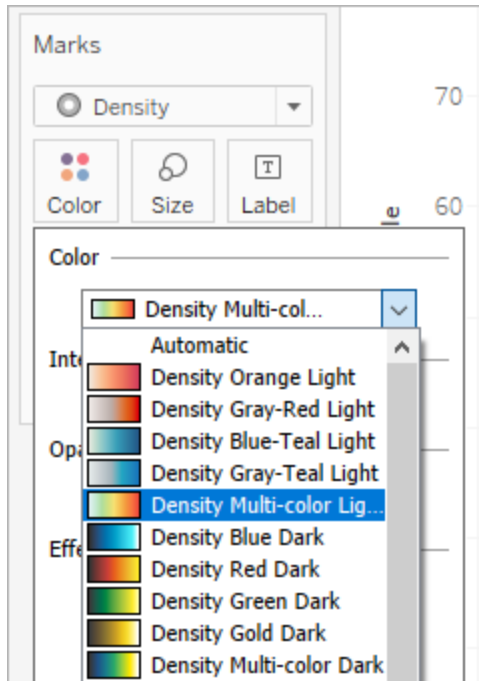 Marks
Density
70
T
Color Size Label
60
le
Color
Density Multi-col...
Automatic
Inte
Density Orange Light
Density Gray-Red Light
Opa
Density Blue-Teal Light
Density Gray-Teal Light
Density Multi-color Lig...
Effe
Density Blue Dark
Density Red Dark
Density Green Dark
Density Gold Dark
Density Multi-color Dark